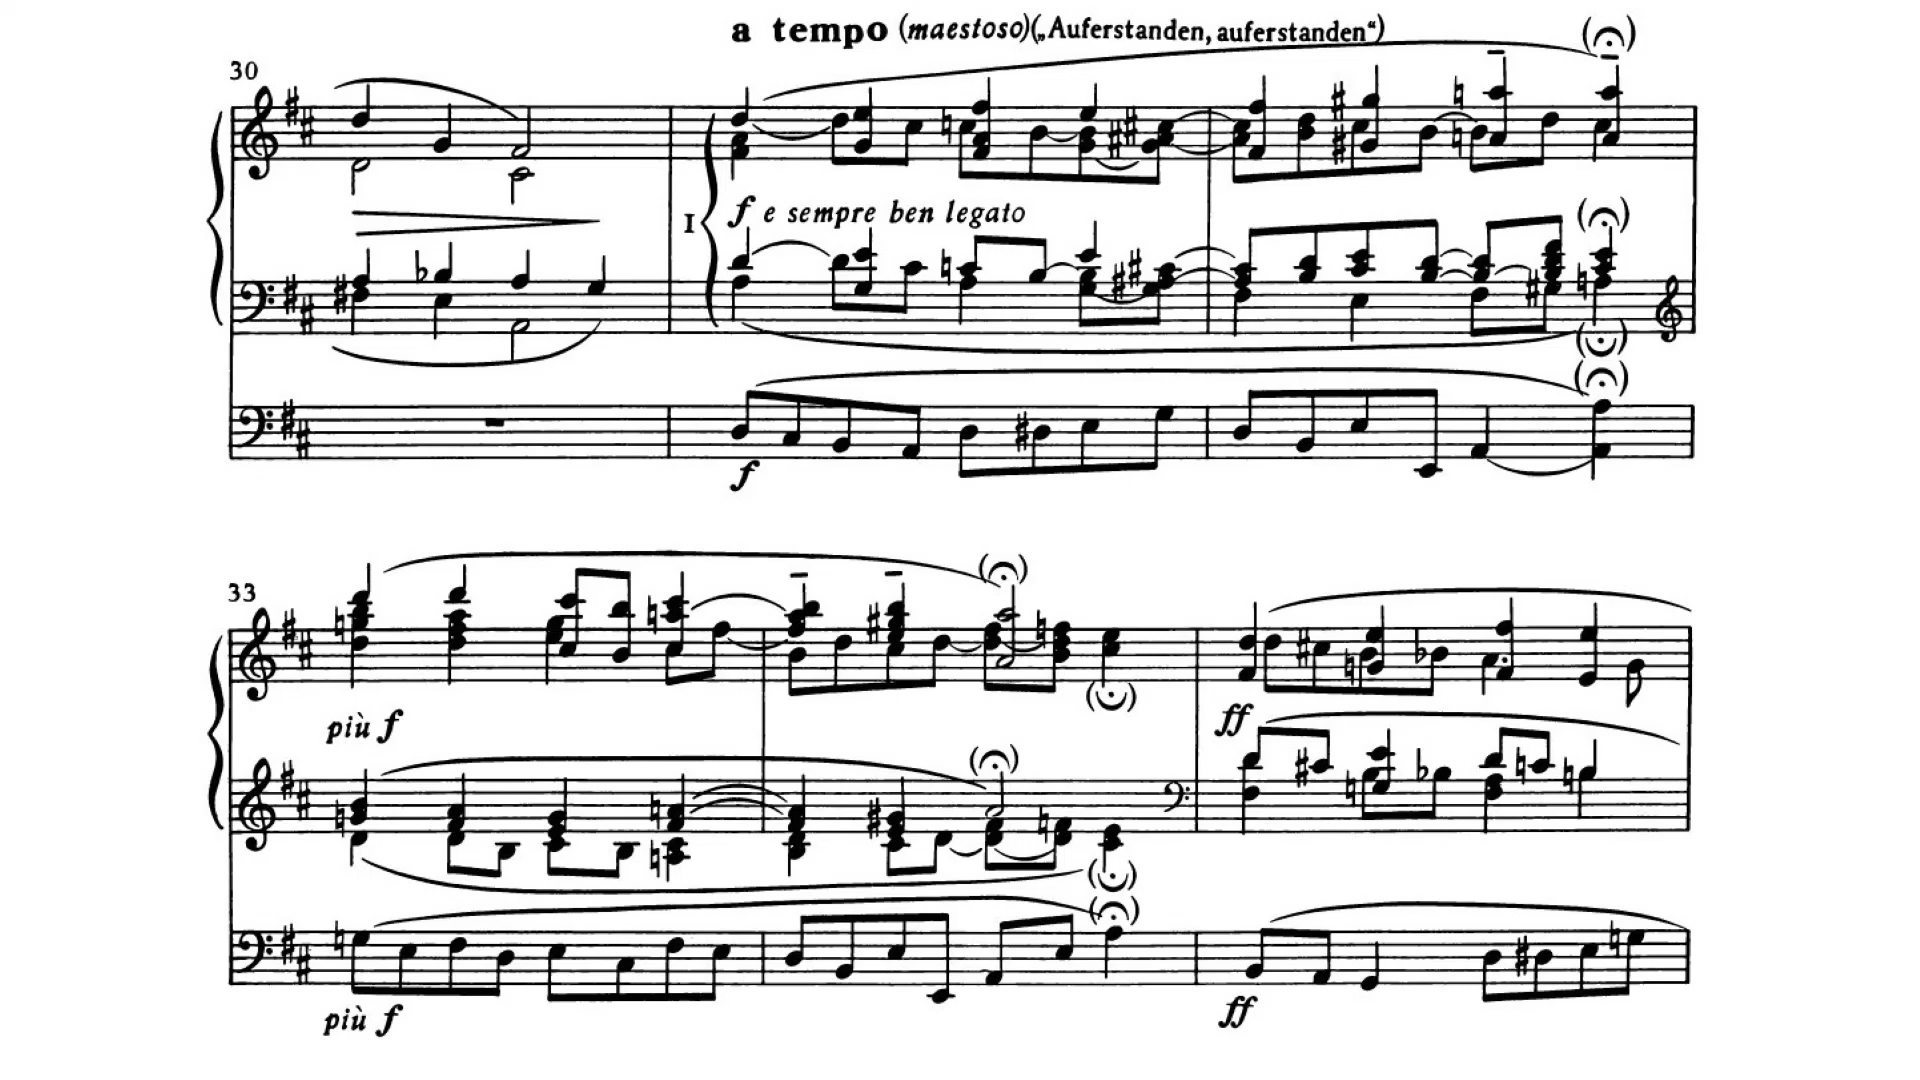 a tempo (maestoso) („Auferstanden, auferstanden“)
30
I
f e sempre ben legato
f
33
più f
ff
più f
ff